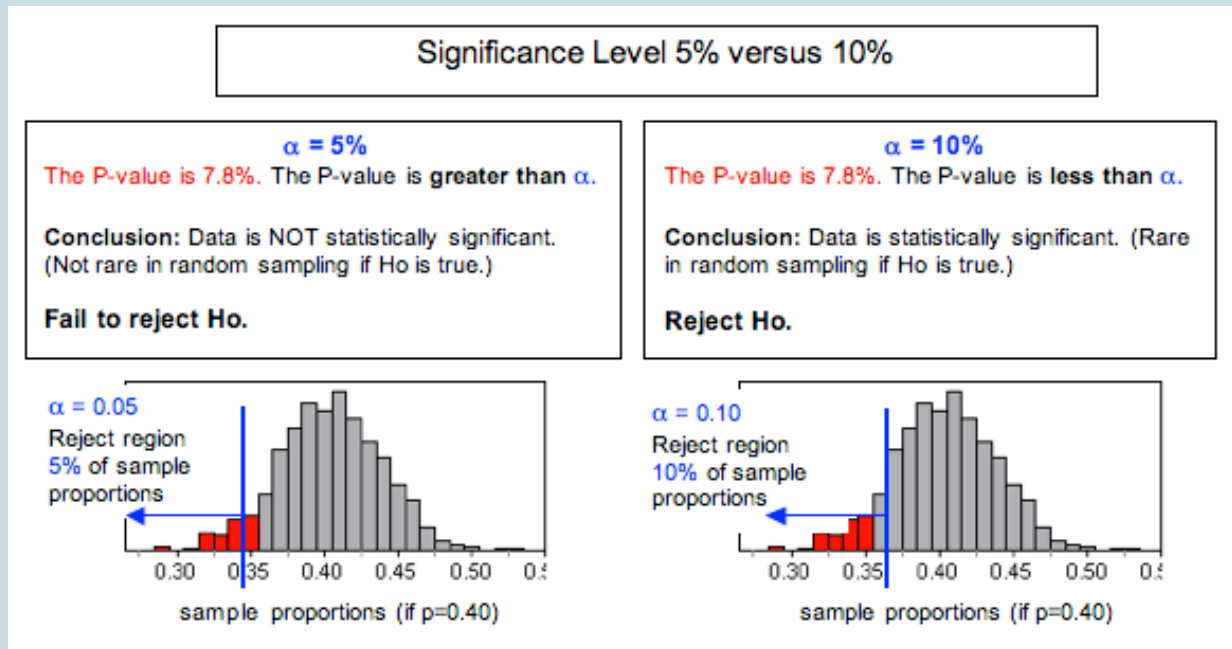 Significance Level 5% versus 10%
α = 5%
The P-value is 7.8%. The P-value is greater than α.
Conclusion: Data is NOT statistically significant.
(Not rare in random sampling if Ho is true.)
Fail to reject Ho.
α = 10%
The P-value is 7.8%. The P-value is less than α.
Conclusion: Data is statistically significant. (Rare
in random sampling if Ho is true.)
Reject Ho.
α = 0.05
Reject region
5% of sample
proportions
0.30 0.35 0.40 0.45 0.50
sample proportions (if p=0.40)
α = 0.10
Reject region
10% of sample
proportions
0.30 0.35 0.40 0.45 0.50
sample proportions (if p=0.40)